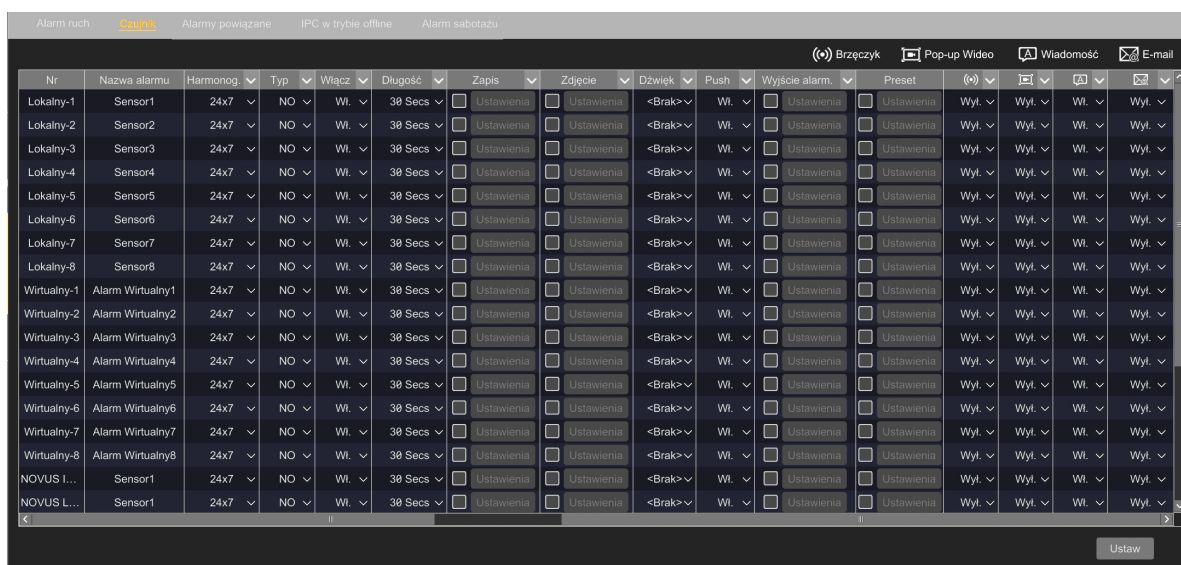 Alarm ruch Czujnik Alarmy powiązane IPC w trybie offline Alarm sabotażu
Brzęczyk Pop-up Wideo Wiadomość E-mail
Nr Nazwa alarmu Harmonog. Typ Włącz Długość Zapis Zdjęcie Dźwięk Push Wyjście alarm. Preset
Lokalny-1 Sensor1 24x7 NO Wł. 30 Secs Ustawienia Ustawienia <Brak> Wł. Ustawienia Ustawienia Wył. Wył. Wł. Wył.
Lokalny-2 Sensor2 24x7 NO Wł. 30 Secs Ustawienia Ustawienia <Brak> Wł. Ustawienia Ustawienia Wył. Wył. Wł. Wył.
Lokalny-3 Sensor3 24x7 NO Wł. 30 Secs Ustawienia Ustawienia <Brak> Wł. Ustawienia Ustawienia Wył. Wył. Wł. Wył.
Lokalny-4 Sensor4 24x7 NO Wł. 30 Secs Ustawienia Ustawienia <Brak> Wł. Ustawienia Ustawienia Wył. Wył. Wł. Wył.
Lokalny-5 Sensor5 24x7 NO Wł. 30 Secs Ustawienia Ustawienia <Brak> Wł. Ustawienia Ustawienia Wył. Wył. Wł. Wył.
Lokalny-6 Sensor6 24x7 NO Wł. 30 Secs Ustawienia Ustawienia <Brak> Wł. Ustawienia Ustawienia Wył. Wył. Wł. Wył.
Lokalny-7 Sensor7 24x7 NO Wł. 30 Secs Ustawienia Ustawienia <Brak> Wł. Ustawienia Ustawienia Wył. Wył. Wł. Wył.
Lokalny-8 Sensor8 24x7 NO Wł. 30 Secs Ustawienia Ustawienia <Brak> Wł. Ustawienia Ustawienia Wył. Wył. Wł. Wył.
Wirtualny-1 Alarm Wirtualny1 24x7 NO Wł. 30 Secs Ustawienia Ustawienia <Brak> Wł. Ustawienia Ustawienia Wył. Wył. Wł. Wył.
Wirtualny-2 Alarm Wirtualny2 24x7 NO Wł. 30 Secs Ustawienia Ustawienia <Brak> Wł. Ustawienia Ustawienia Wył. Wył. Wł. Wył.
Wirtualny-3 Alarm Wirtualny3 24x7 NO Wł. 30 Secs Ustawienia Ustawienia <Brak> Wł. Ustawienia Ustawienia Wył. Wył. Wł. Wył.
Wirtualny-4 Alarm Wirtualny4 24x7 NO Wł. 30 Secs Ustawienia Ustawienia <Brak> Wł. Ustawienia Ustawienia Wył. Wył. Wł. Wył.
Wirtualny-5 Alarm Wirtualny5 24x7 NO Wł. 30 Secs Ustawienia Ustawienia <Brak> Wł. Ustawienia Ustawienia Wył. Wył. Wł. Wył.
Wirtualny-6 Alarm Wirtualny6 24x7 NO Wł. 30 Secs Ustawienia Ustawienia <Brak> Wł. Ustawienia Ustawienia Wył. Wył. Wł. Wył.
Wirtualny-7 Alarm Wirtualny7 24x7 NO Wł. 30 Secs Ustawienia Ustawienia <Brak> Wł. Ustawienia Ustawienia Wył. Wył. Wł. Wył.
Wirtualny-8 Alarm Wirtualny8 24x7 NO Wł. 30 Secs Ustawienia Ustawienia <Brak> Wł. Ustawienia Ustawienia Wył. Wył. Wł. Wył.
NOVUS I... Sensor1 24x7 NO Wł. 30 Secs Ustawienia Ustawienia <Brak> Wł. Ustawienia Ustawienia Wył. Wył. Wł. Wył.
NOVUS L... Sensor1 24x7 NO Wł. 30 Secs Ustawienia Ustawienia <Brak> Wł. Ustawienia Ustawienia Wył. Wył. Wł. Wył.
Ustaw